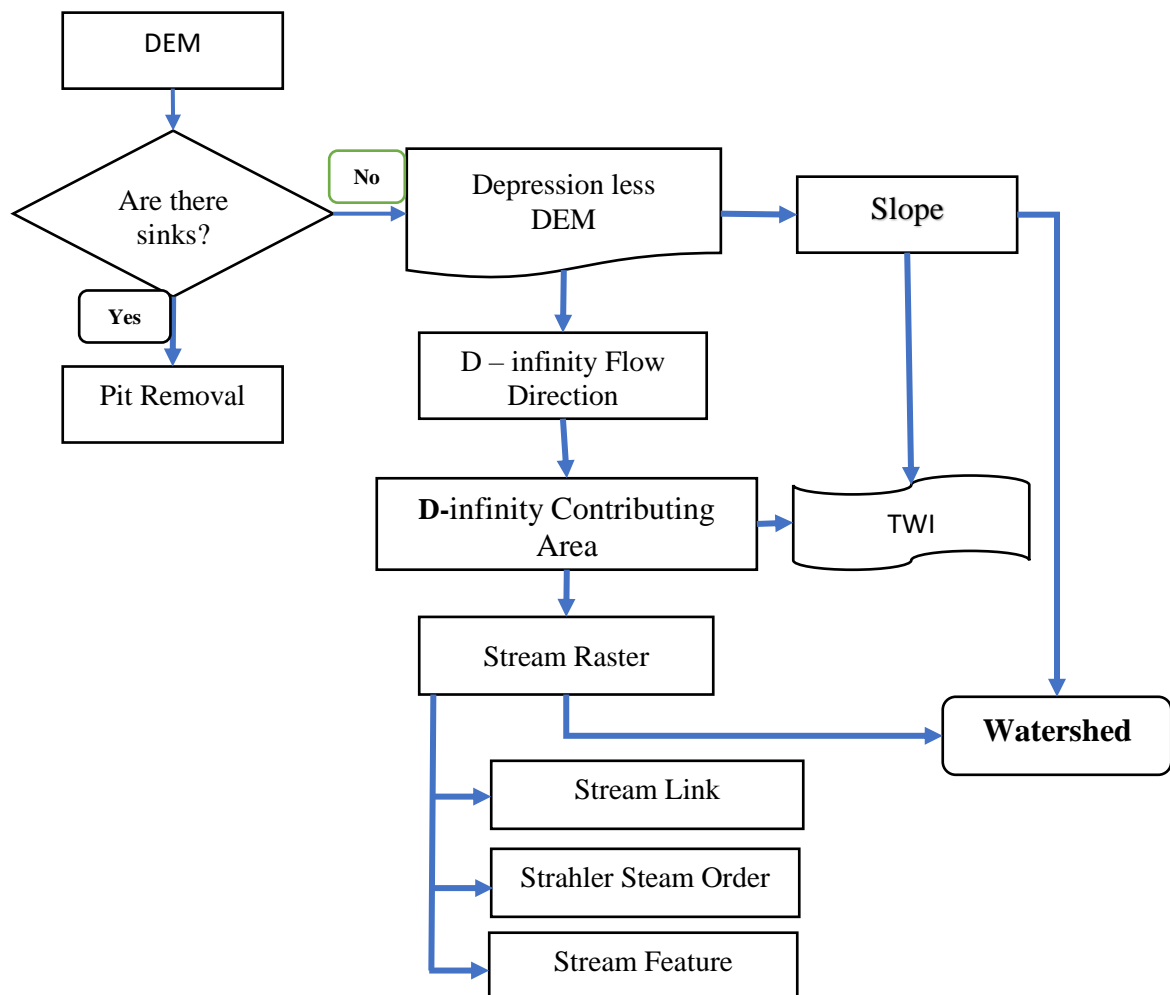 DEM
Are there
sinks?
No
Depression less
DEM
Slope
Yes
Pit Removal
D – infinity Flow
Direction
D-infinity Contributing
Area
TWI
Stream Raster
Watershed
Stream Link
Strahler Steam Order
Stream Feature